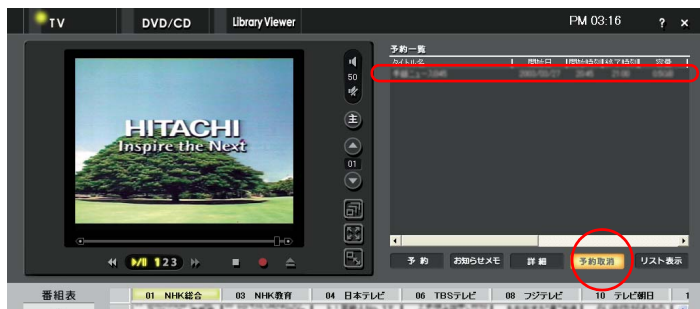 TV DVD/CD Library Viewer PM 03:16 ? ×
予約一覧
タイトル名 開始日 開始時刻 終了時刻 容量
50
主
HITACHI
Inspire the Next
01
123
予 約 お知らせメモ 詳 細 予約取消 リスト表示
番組表 01 NHK総合 03 NHK教育 04 日本テレビ 06 TBSテレビ 08 フジテレビ 10 テレビ朝日 1